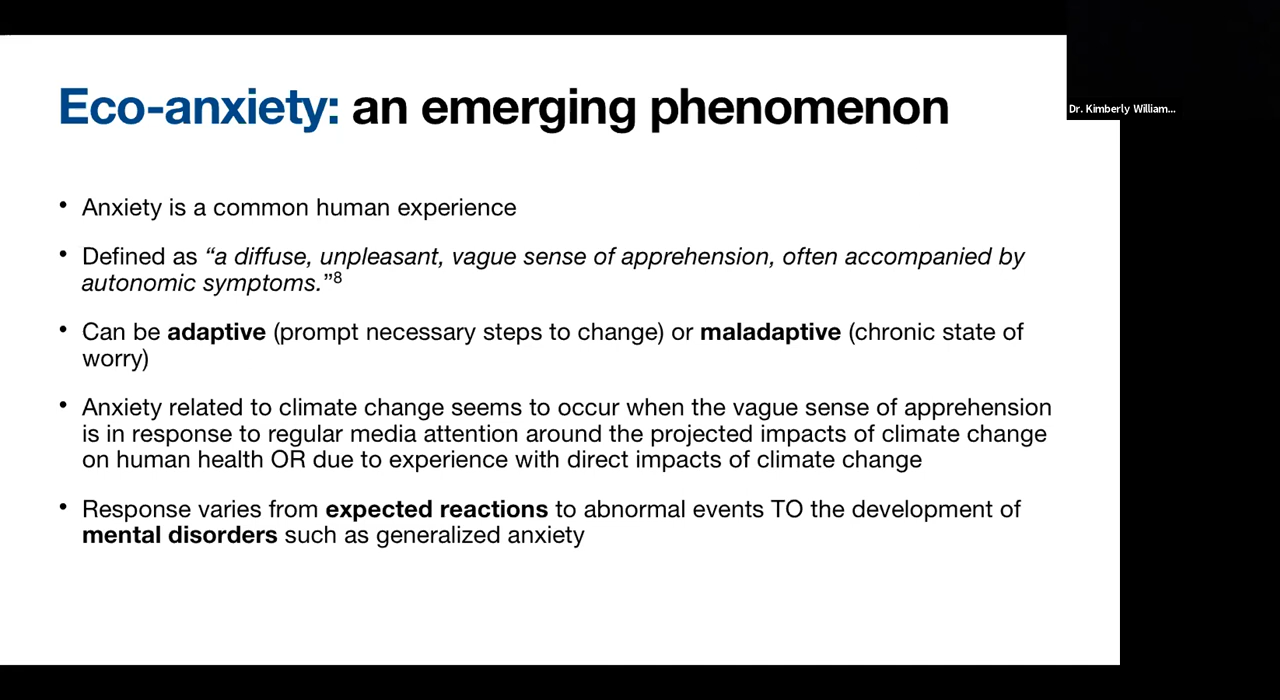 Eco-anxiety: an emerging phenomenon
Dr. Kimberly William...
• Anxiety is a common human experience
• Defined as “a diffuse, unpleasant, vague sense of apprehension, often accompanied by
autonomic symptoms.”⁸
• Can be adaptive (prompt necessary steps to change) or maladaptive (chronic state of
worry)
• Anxiety related to climate change seems to occur when the vague sense of apprehension
is in response to regular media attention around the projected impacts of climate change
on human health OR due to experience with direct impacts of climate change
• Response varies from expected reactions to abnormal events TO the development of
mental disorders such as generalized anxiety